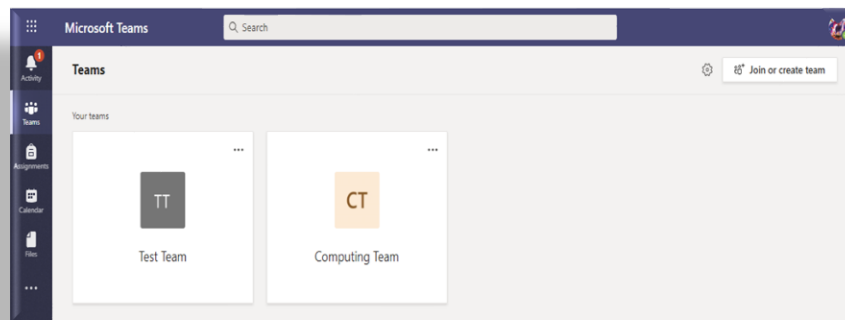 Microsoft Teams
Search
1
Activity
Teams
Join or create team
Teams
Your teams
Assignments
TT
CT
Calendar
Test Team
Computing Team
Files